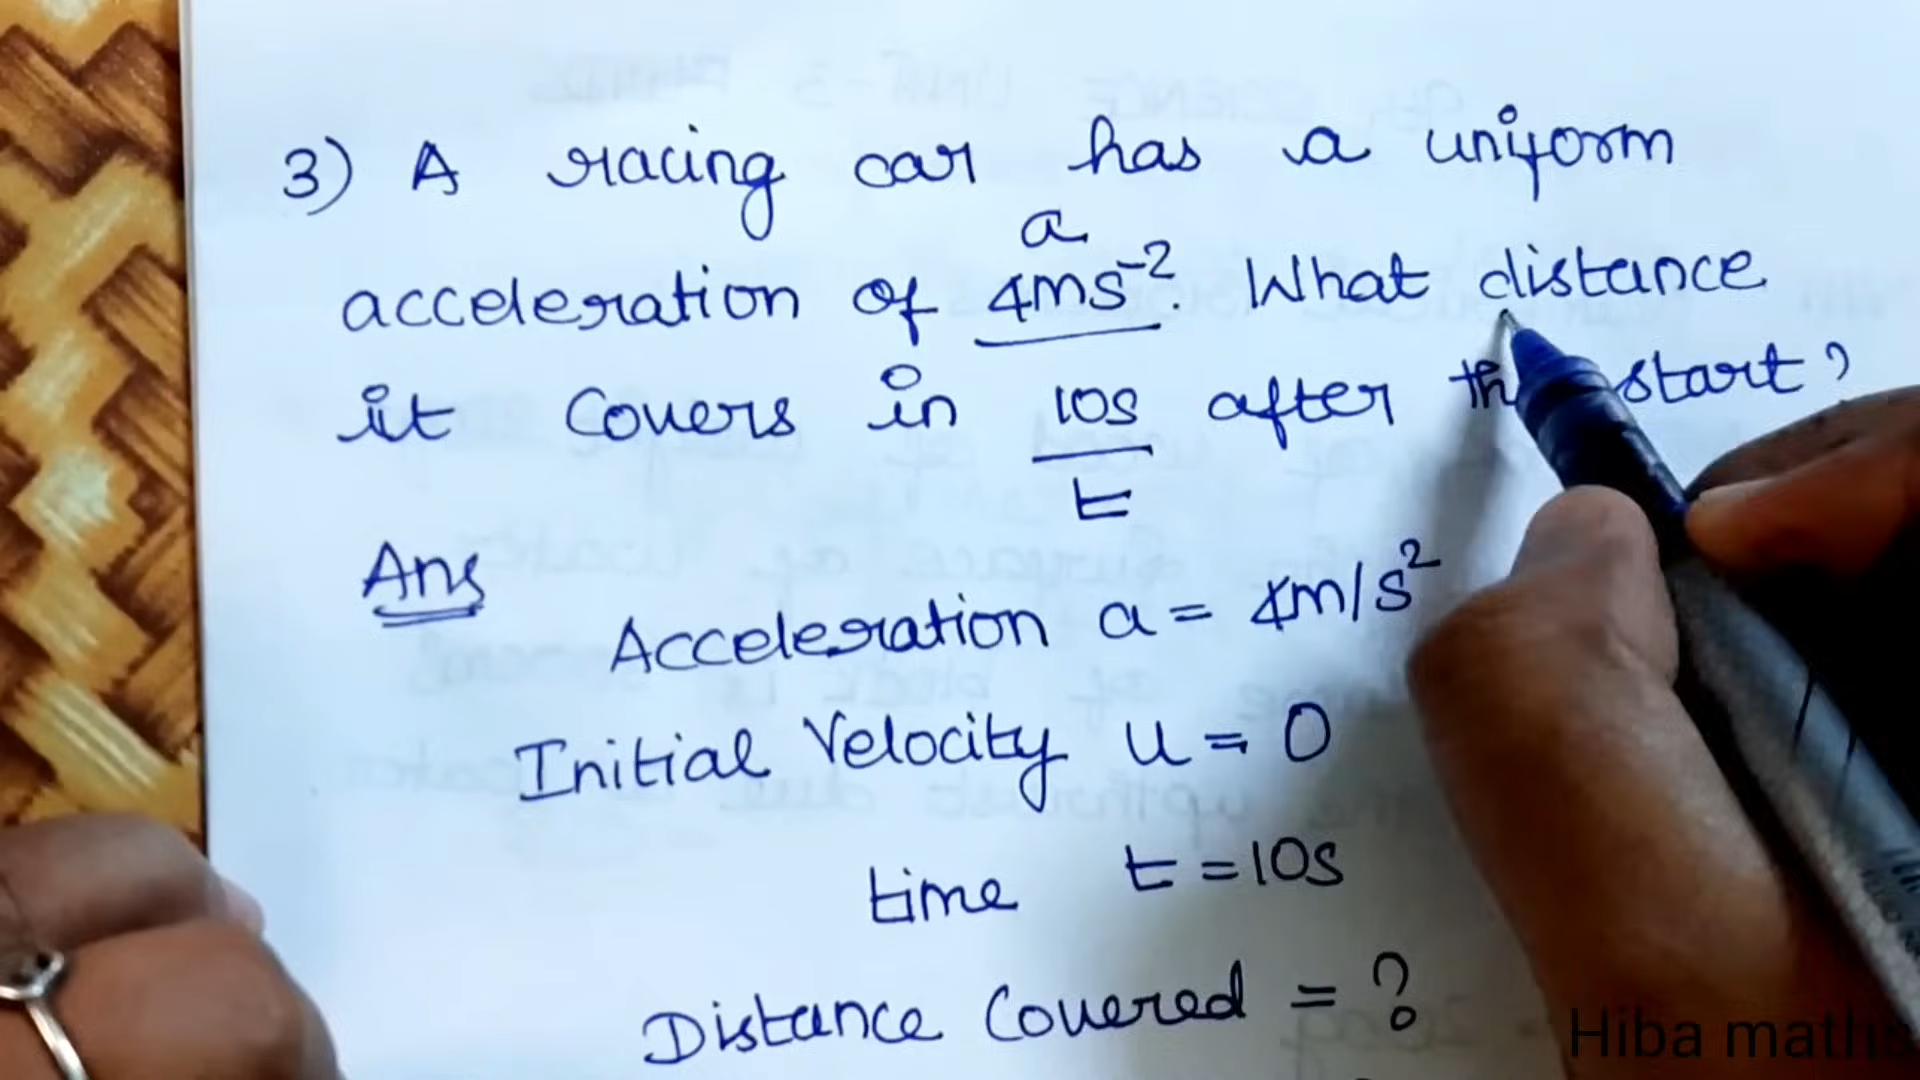 3) A racing car has a uniform
a
acceleration of 4ms⁻². What distance
it covers in 10s after the start?
t
Ans
Acceleration a = 4m/s²
Initial Velocity u = 0
time t = 10s
Distance Covered = ?
Hiba maths